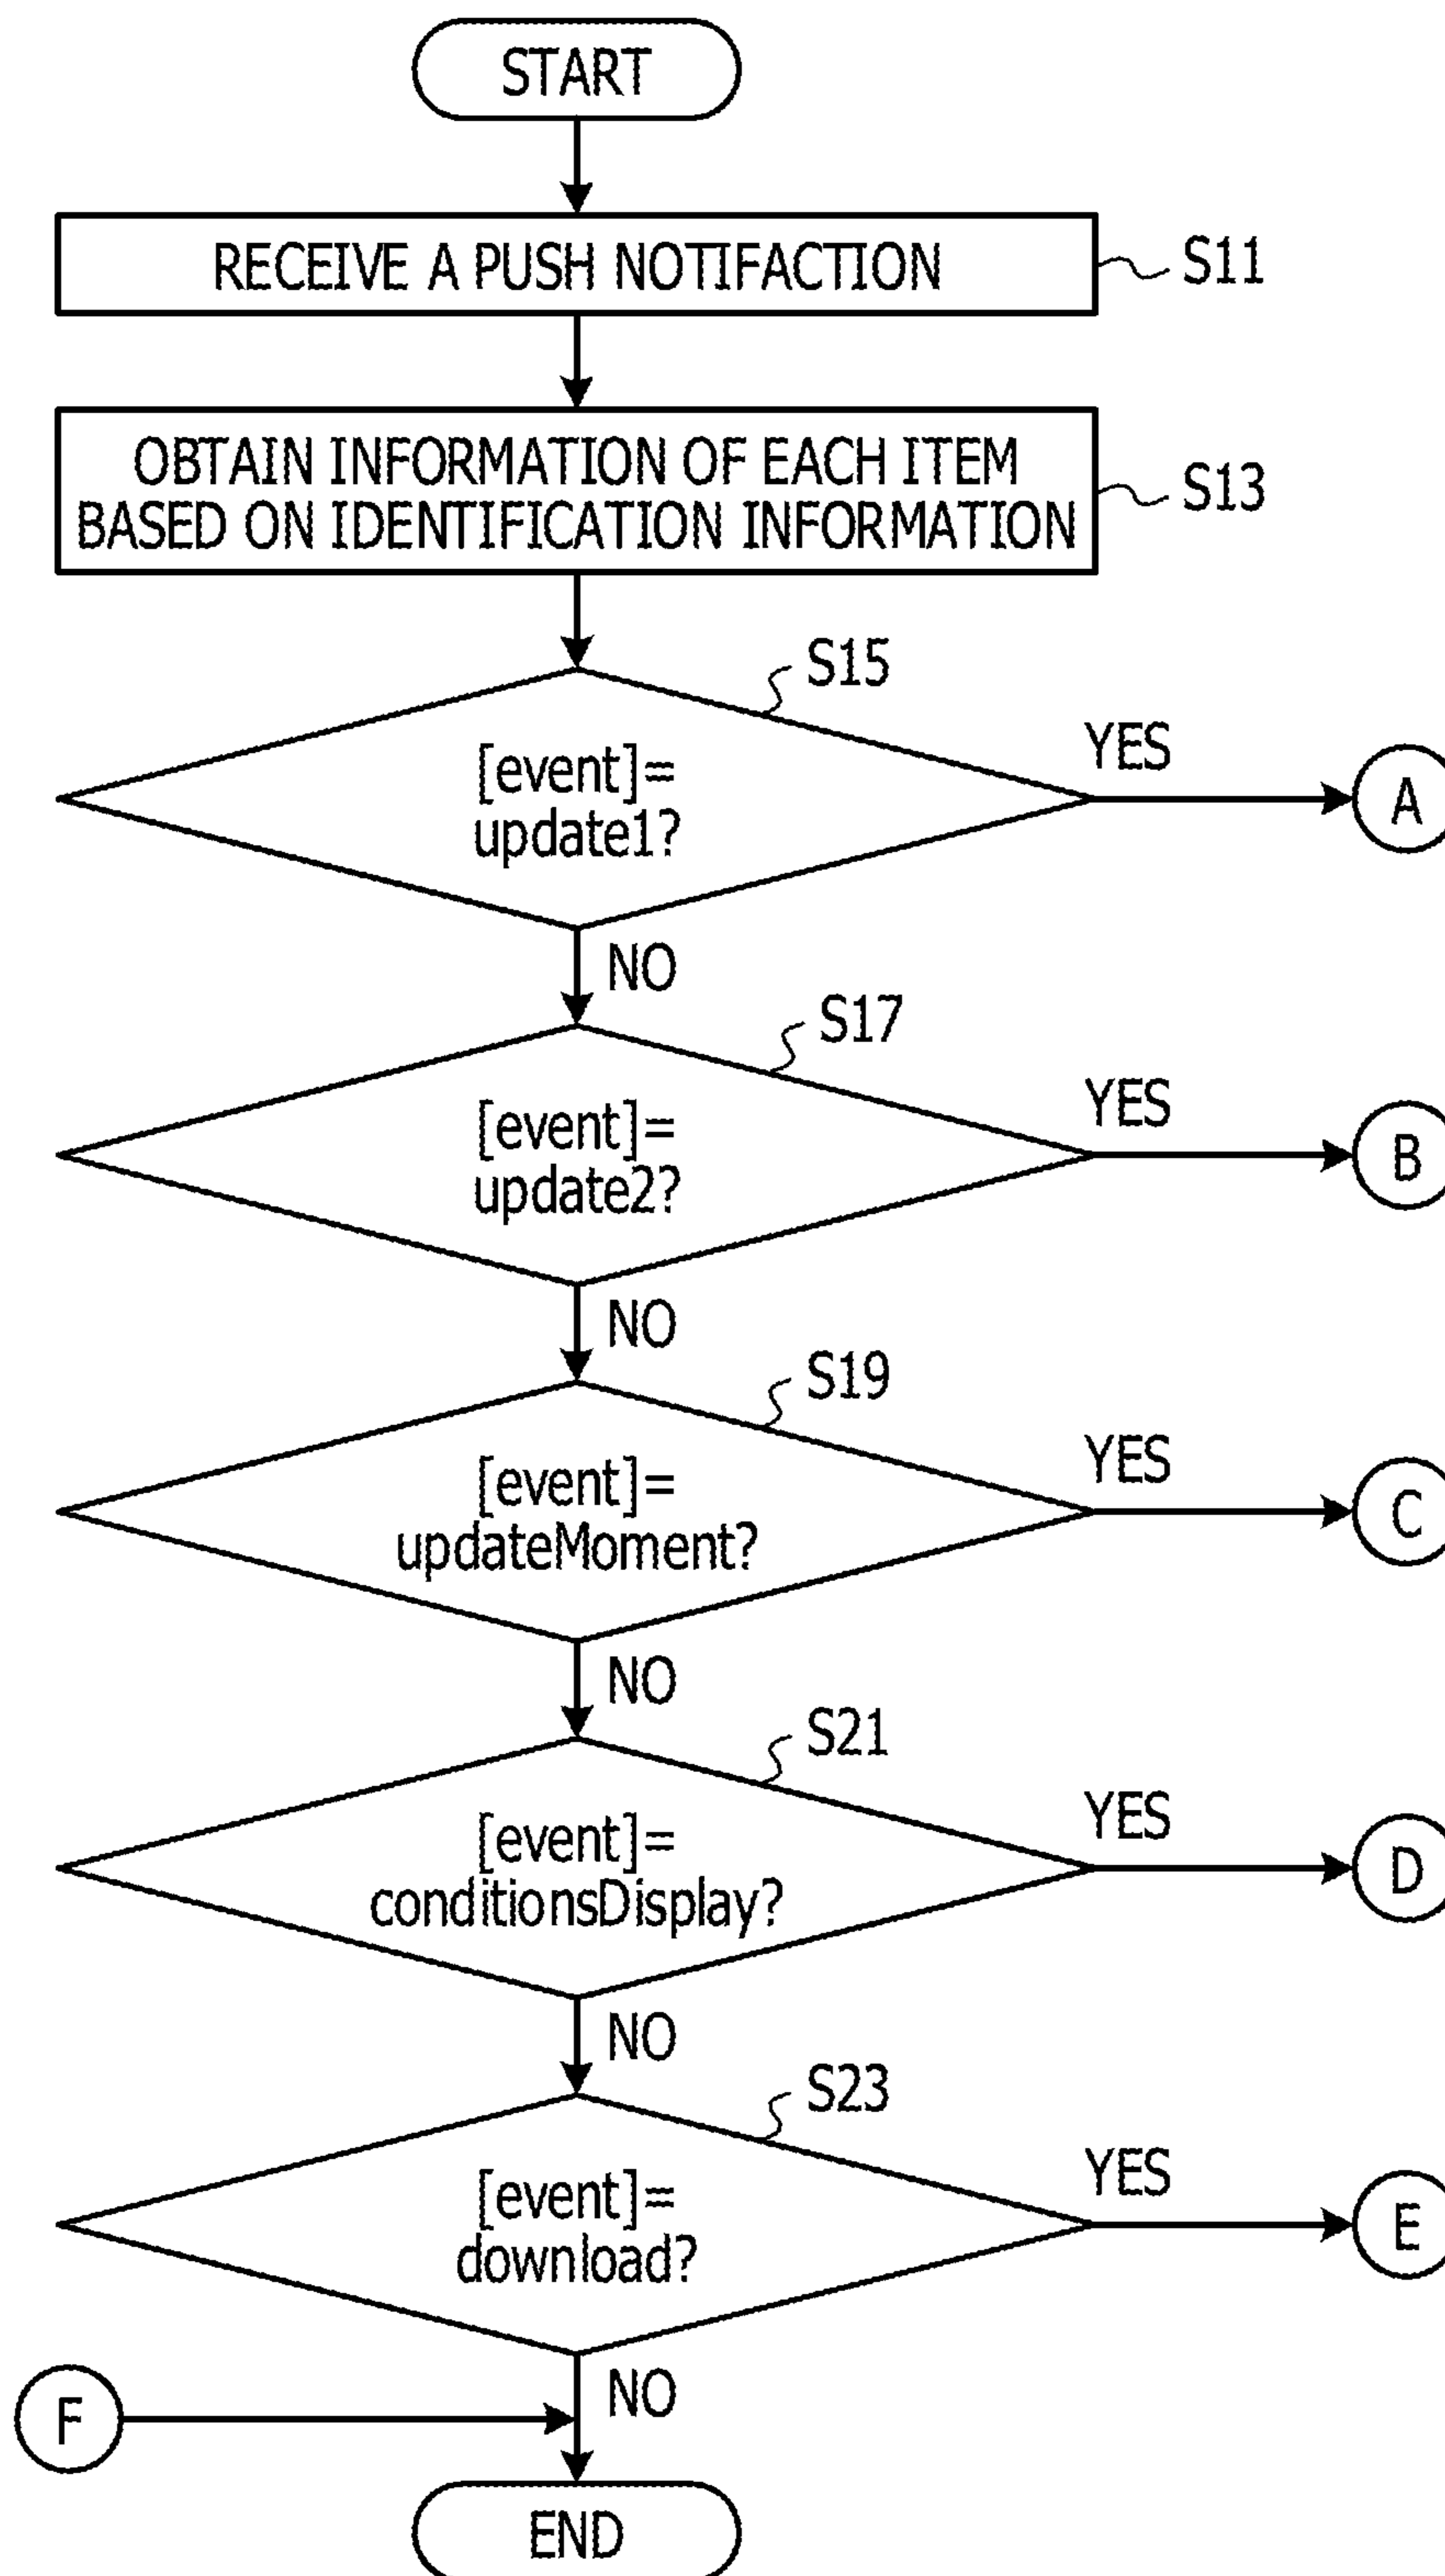 START
RECEIVE A PUSH NOTIFACTION
S11
OBTAIN INFORMATION OF EACH ITEM
BASED ON IDENTIFICATION INFORMATION
S13
S15
[event]=
update1?
YES
A
NO
S17
[event]=
update2?
YES
B
NO
S19
[event]=
updateMoment?
YES
C
NO
S21
[event]=
conditionsDisplay?
YES
D
NO
S23
[event]=
download?
YES
E
NO
F
END